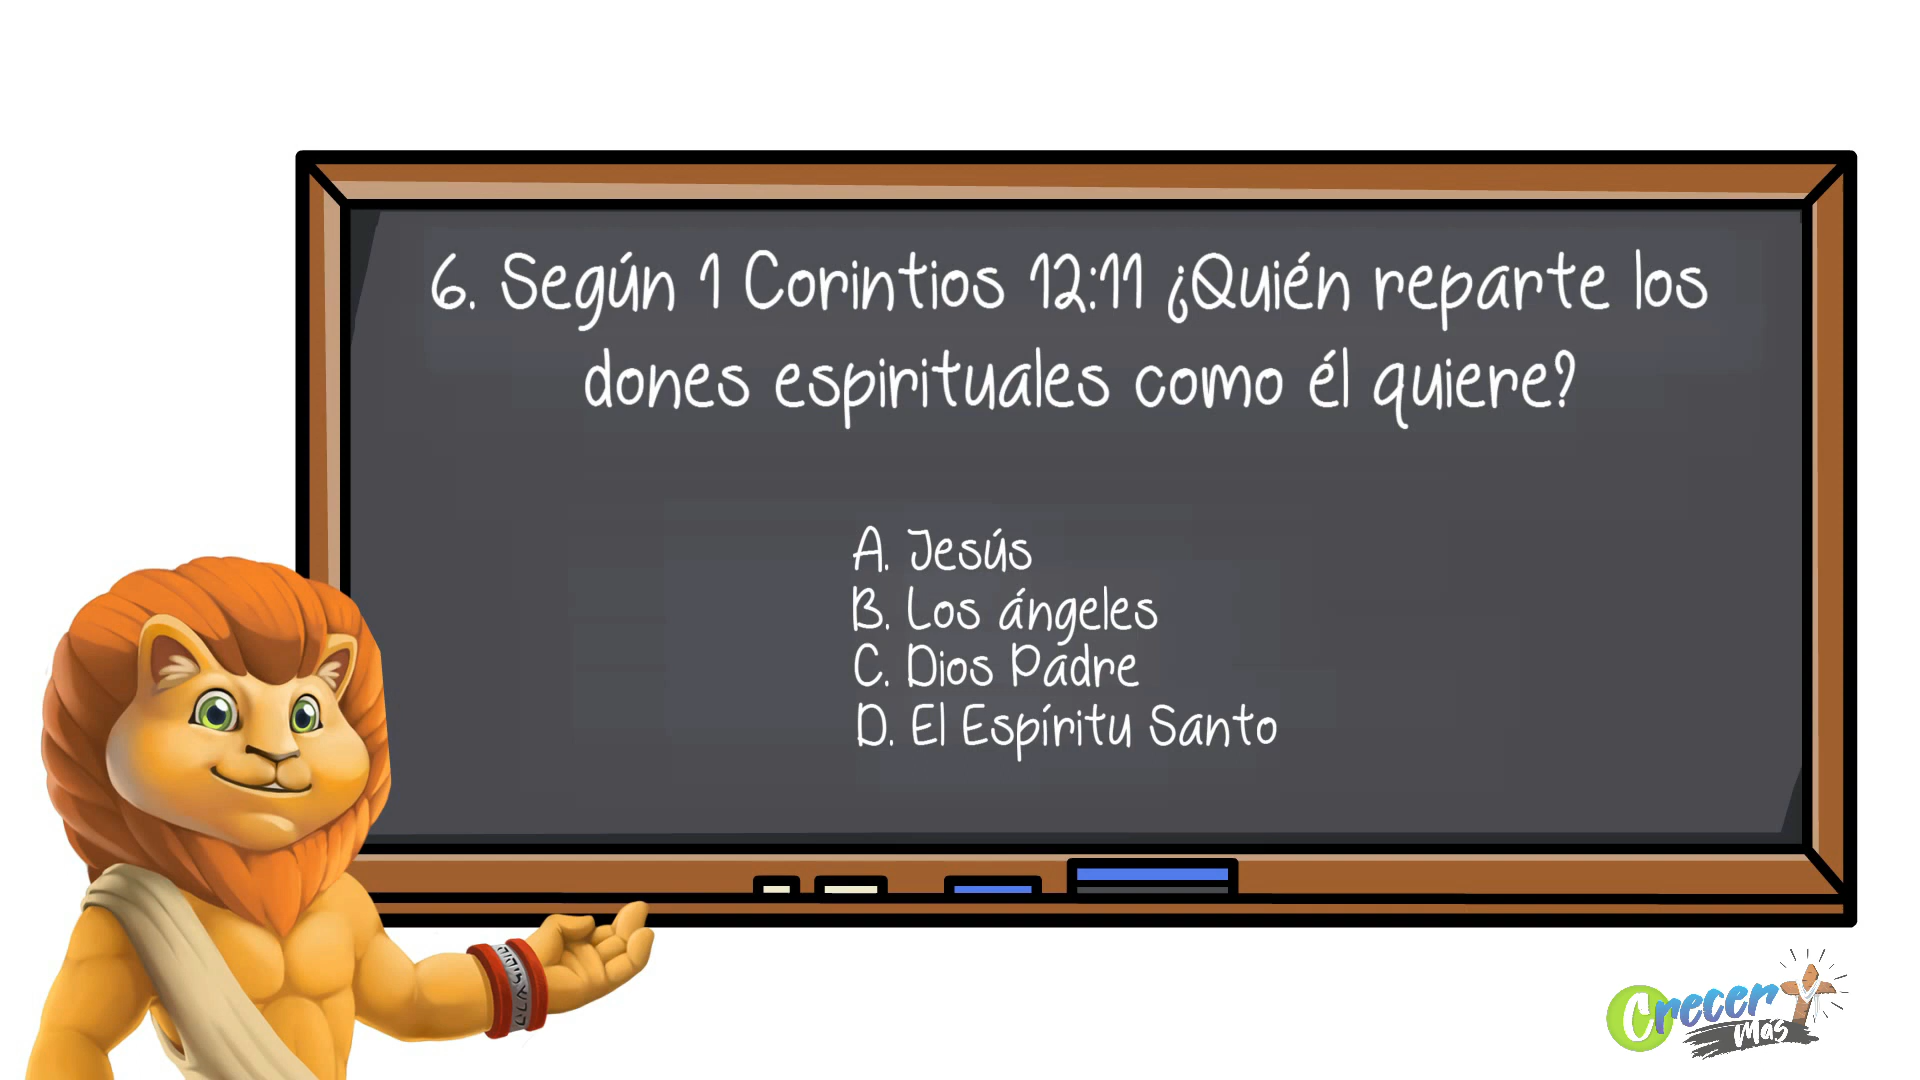 6. Según 1 Corintios 12:11 ¿Quién reparte los
dones espirituales como él quiere?
A. Jesús
B. Los ángeles
C. Dios Padre
D. El Espíritu Santo
Crecer
Más